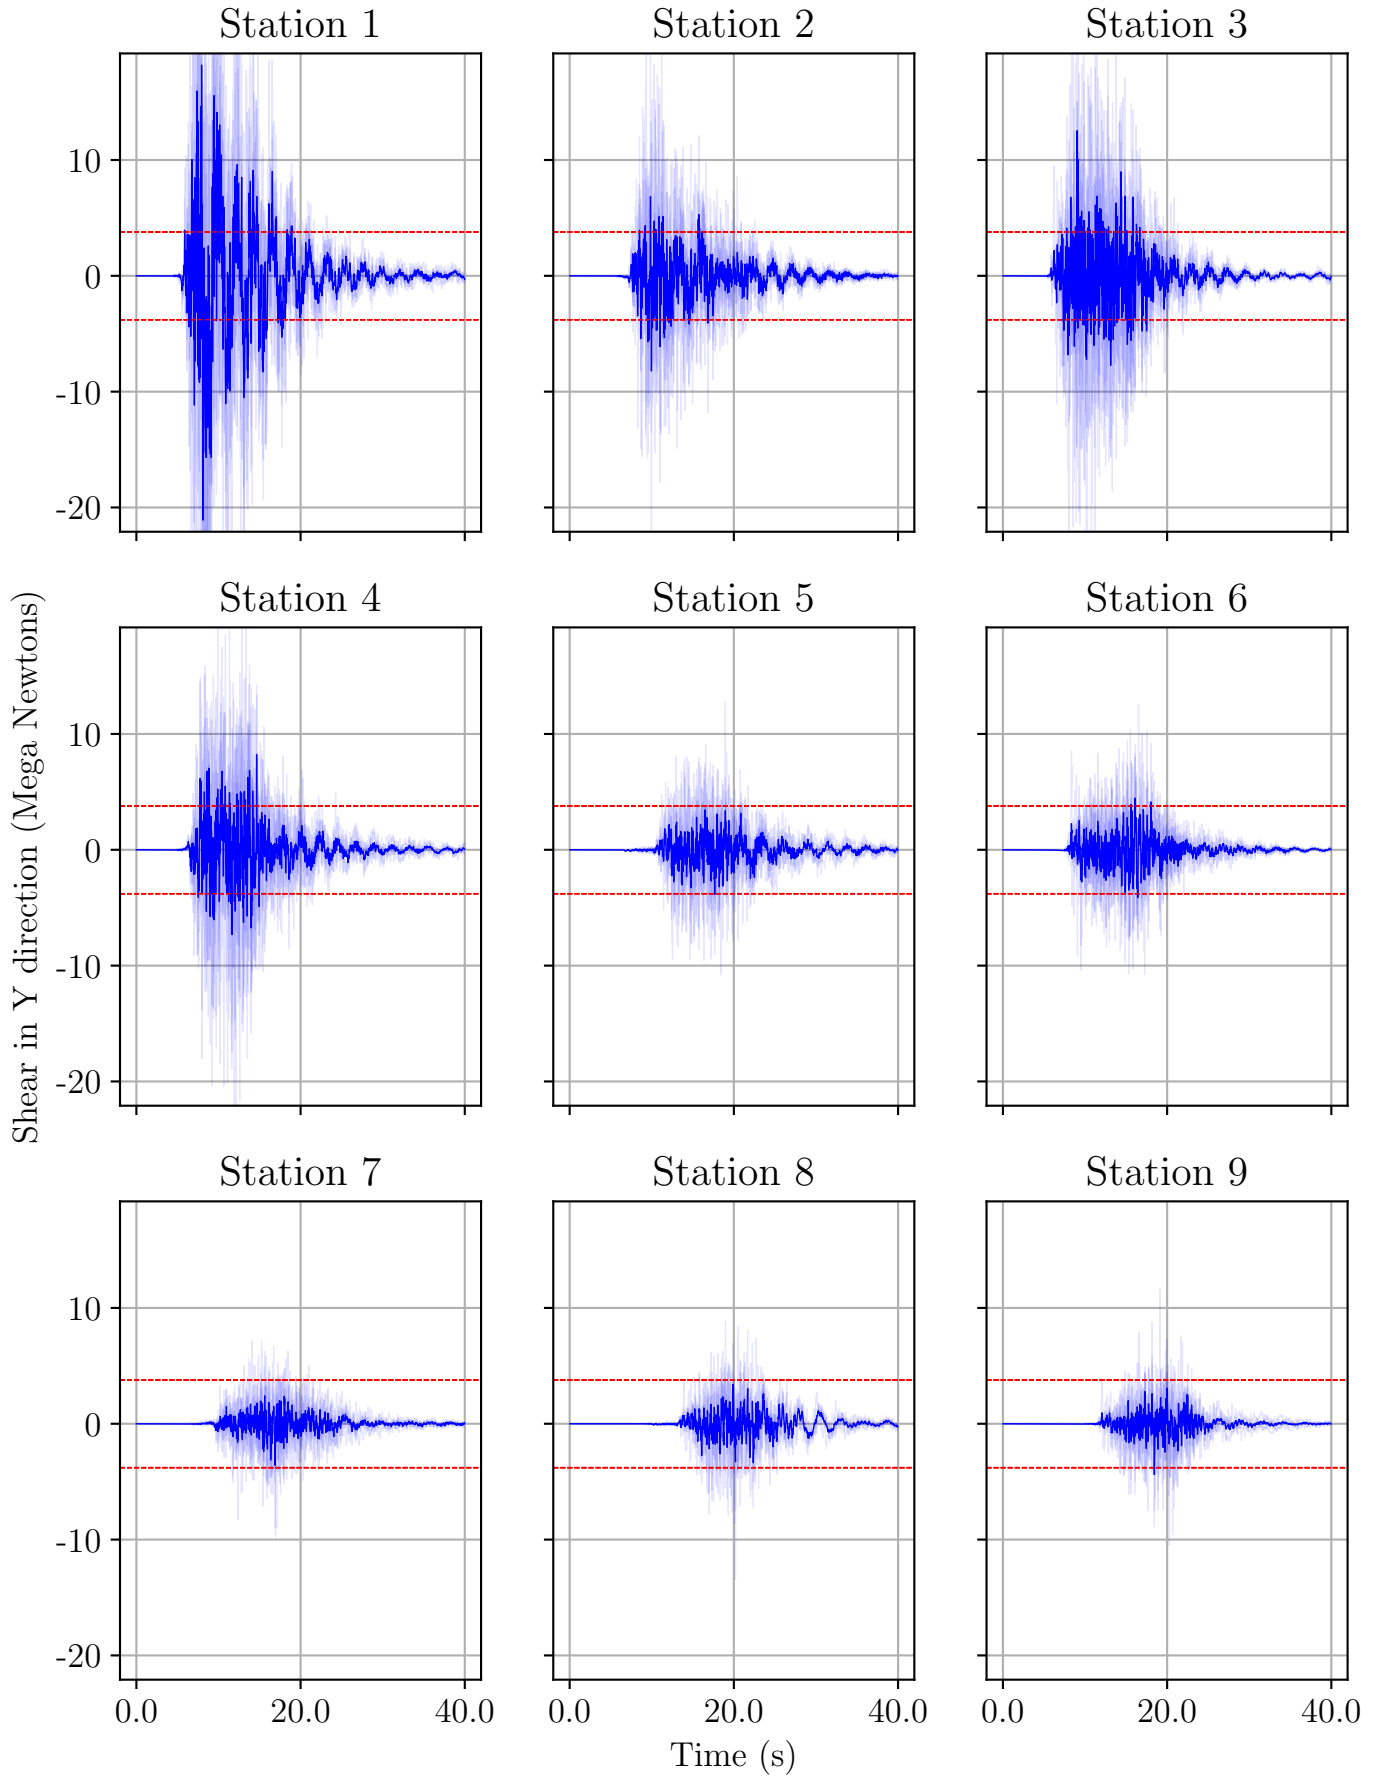 Station 1
Station 2
Station 3
10
0
-10
-20
Station 4
Station 5
Station 6
Shear in Y direction (Mega Newtons)
10
0
-10
-20
Station 7
Station 8
Station 9
10
0
-10
-20
0.0 20.0 40.0
0.0 20.0 40.0
0.0 20.0 40.0
Time (s)